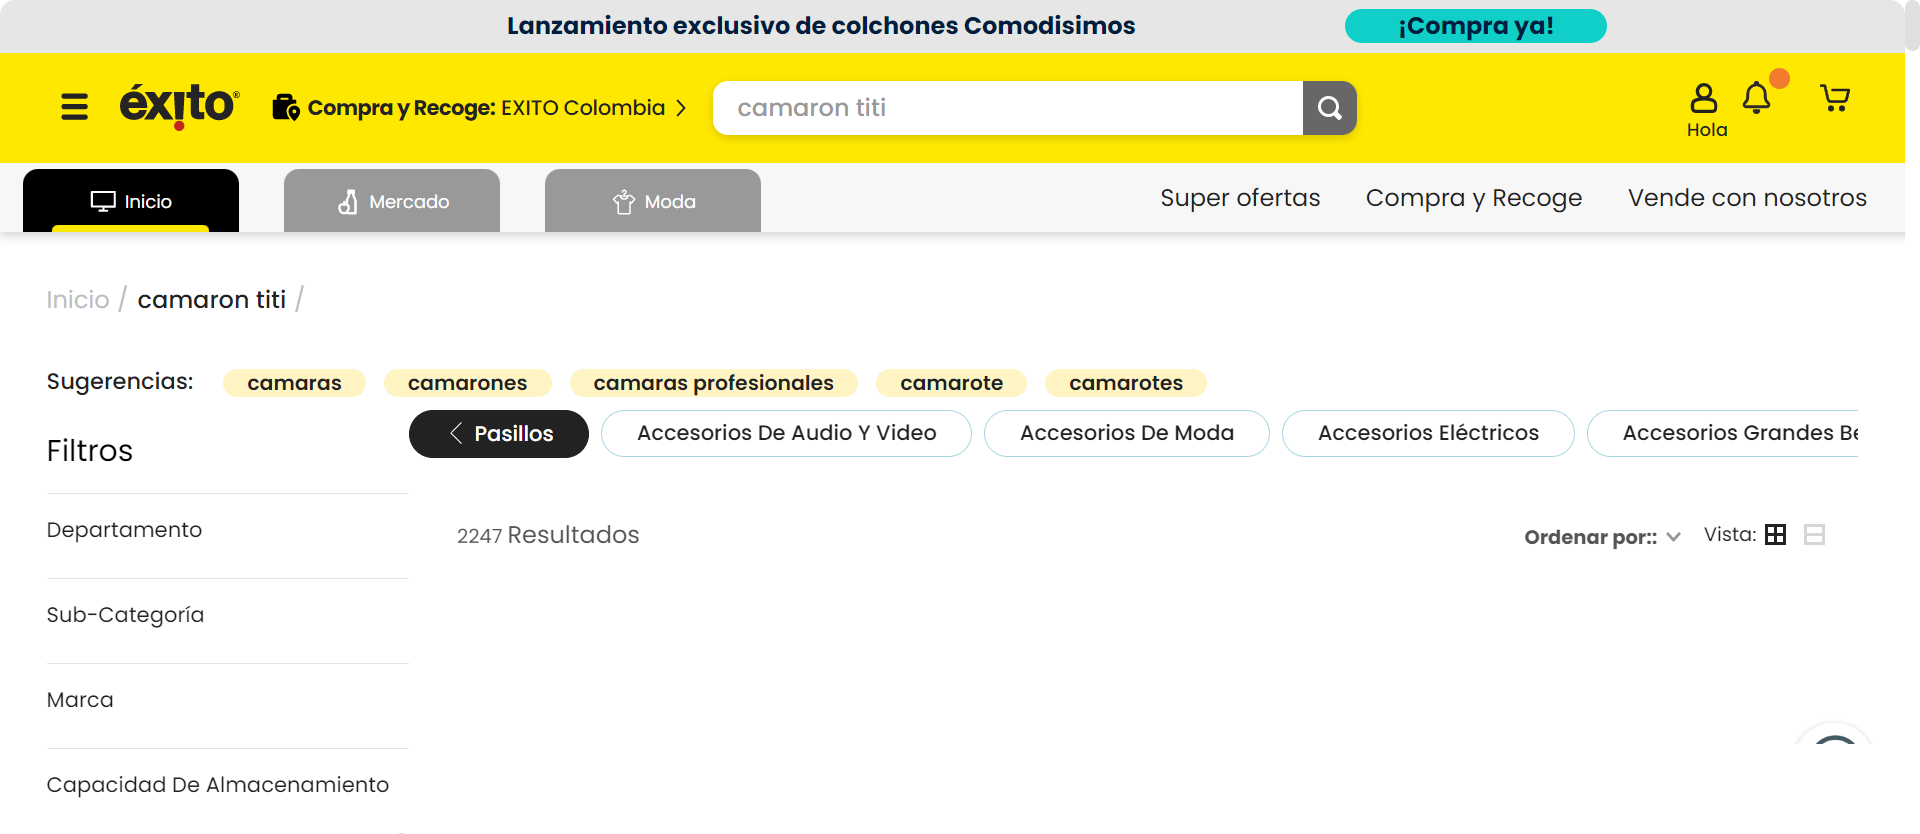 Lanzamiento exclusivo de colchones Comodisimos
¡Compra ya!
éxito
Compra y Recoge: EXITO Colombia
camaron titi
Hola
Inicio
Mercado
Moda
Super ofertas
Compra y Recoge
Vende con nosotros
Inicio / camaron titi /
Sugerencias:
camaras
camarones
camaras profesionales
camarote
camarotes
Filtros
Pasillos
Accesorios De Audio Y Video
Accesorios De Moda
Accesorios Eléctricos
Accesorios Grandes
Departamento
2247 Resultados
Ordenar por::
Vista:
Sub-Categoría
Marca
Capacidad De Almacenamiento